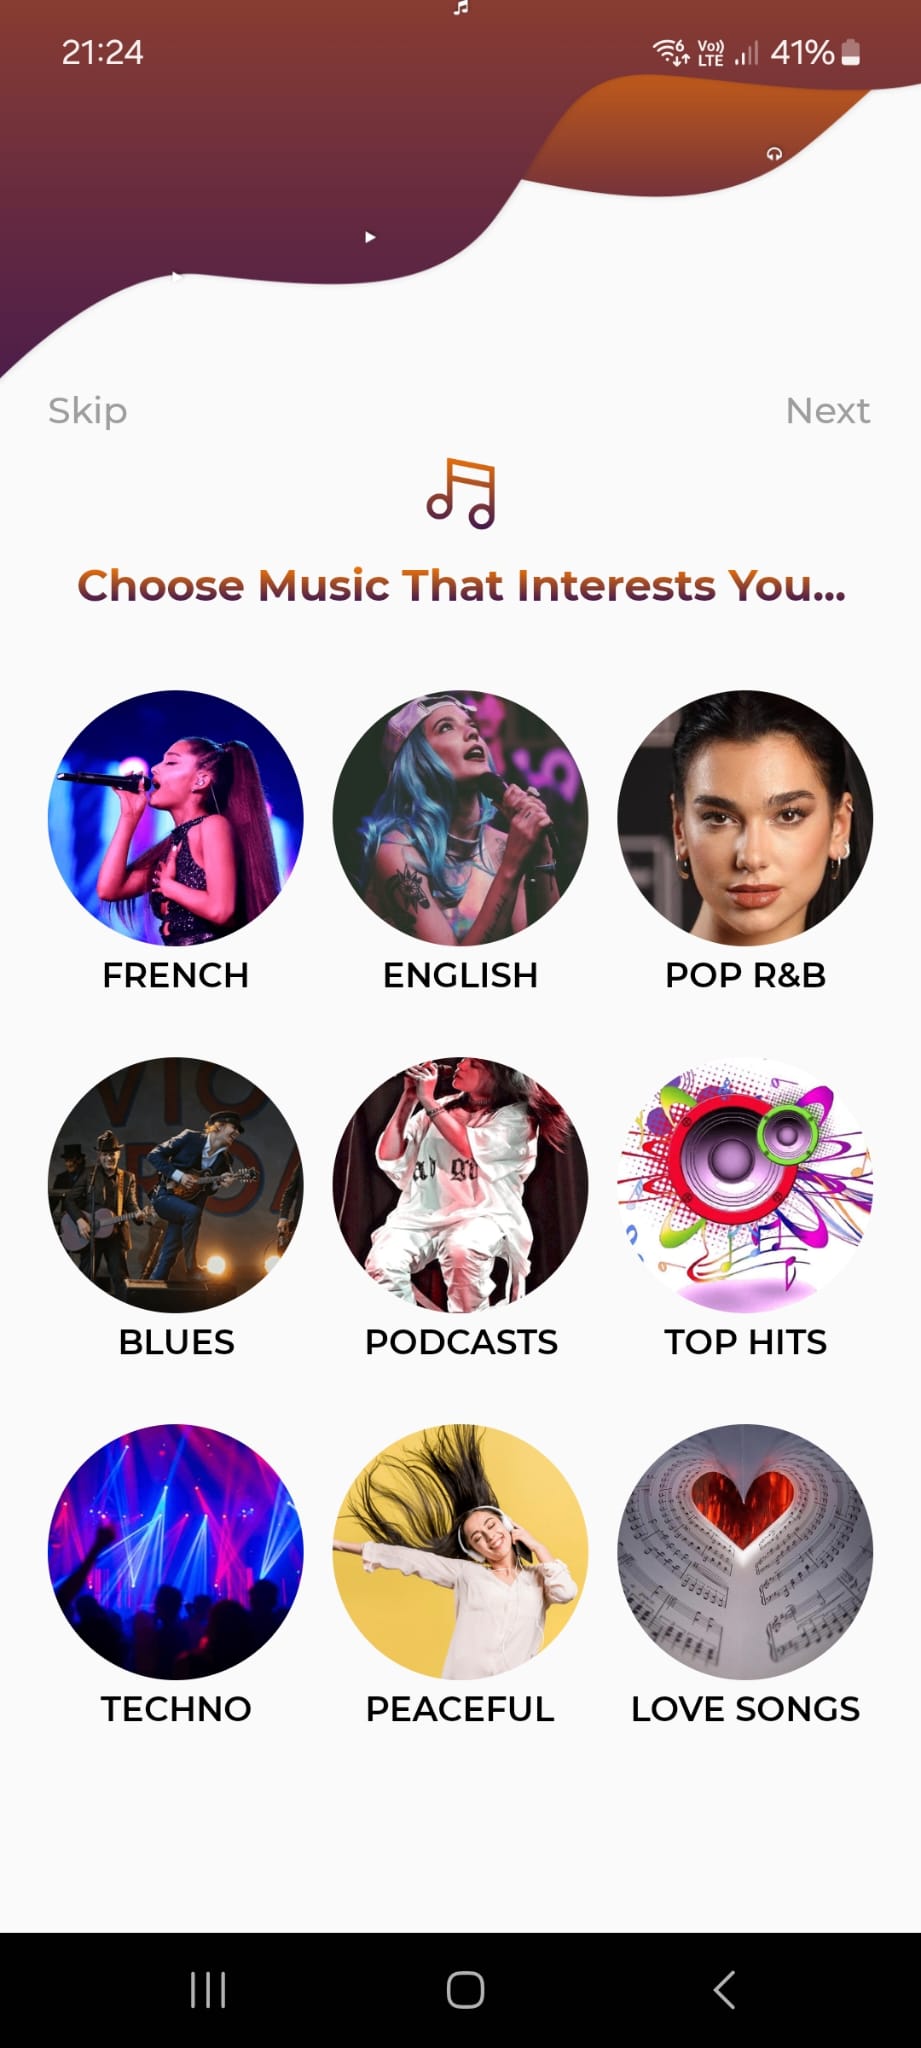 21:24
Vo)) LTE 41%
Skip
Next
Choose Music That Interests You...
FRENCH
ENGLISH
POP R&B
BLUES
PODCASTS
TOP HITS
TECHNO
PEACEFUL
LOVE SONGS